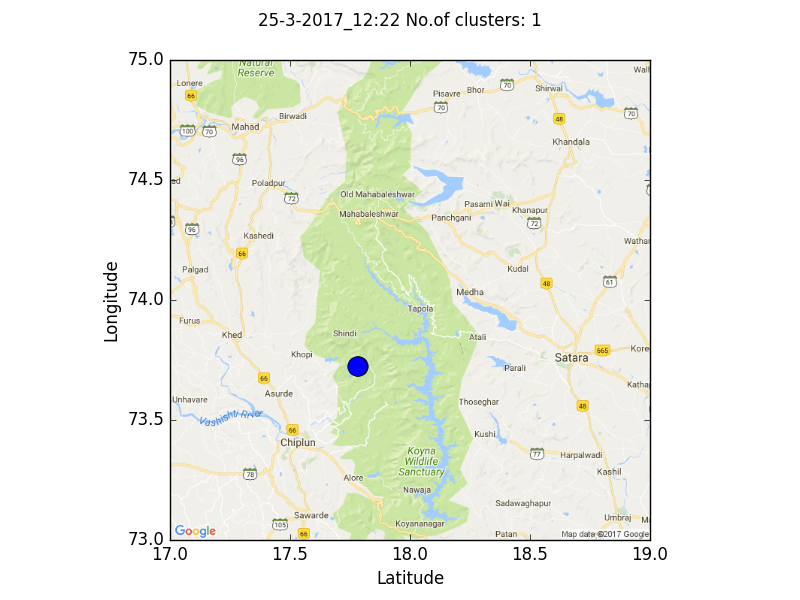 25-3-2017_12:22 No.of clusters: 1
75.0
74.5
74.0
73.5
73.0
17.0
17.5
18.0
18.5
19.0
Longitude
Latitude
Natural
Reserve
Lonere
66
Pisavre
Bhor
70
Shirwal
70
48
70
100
70
Mahad
Birwadi
Khandala
96
Poladpur
72
Old Mahabaleshwar
Mahabaleshwar
Pasarni
Wai
Panchgani
Khanapur
72
96
Kashedi
66
Palgad
Kudal
48
61
Medha
Tapola
Furus
Khed
Shindi
Atali
Khopi
Satara
665
Parali
66
Asurde
Unhavare
Vashishti River
66
Chiplun
Thoseghar
48
Kushi
Koyna
Wildlife
Sanctuary
77
Harpalwadi
78
Alore
Kashil
Nawaja
Sadawaghapur
105
Sawarde
66
Koyananagar
Patan
Umbraj
Google
Map data ©2017 Google